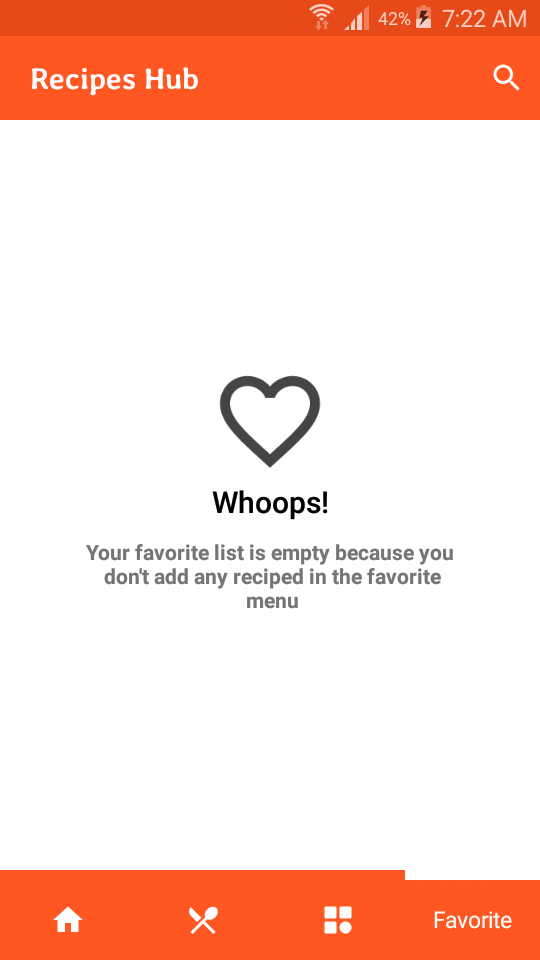 42% 7:22 AM
Recipes Hub
Whoops!
Your favorite list is empty because you
don't add any reciped in the favorite
menu
Favorite